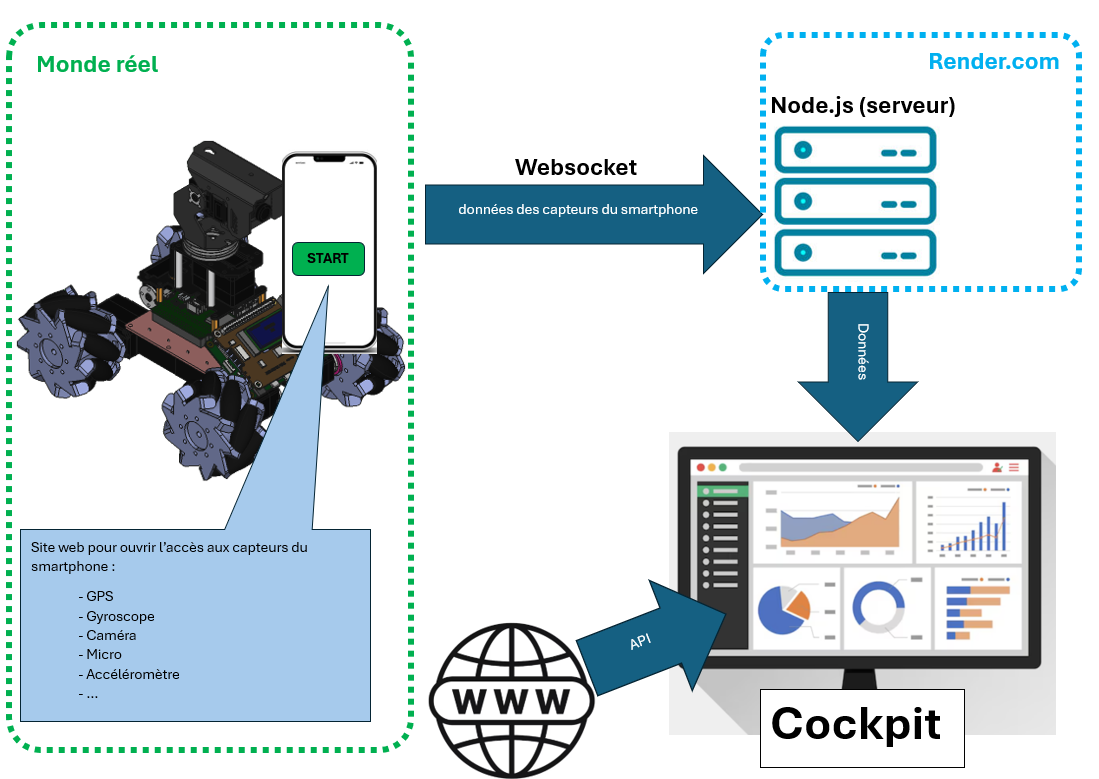 Monde réel
Render.com
Node.js (serveur)
Websocket
données des capteurs du smartphone
START
Données
Site web pour ouvrir l'accès aux capteurs du
smartphone :
- GPS
- Gyroscope
- Caméra
- Micro
- Accéléromètre
- ...
API
WWW
Cockpit